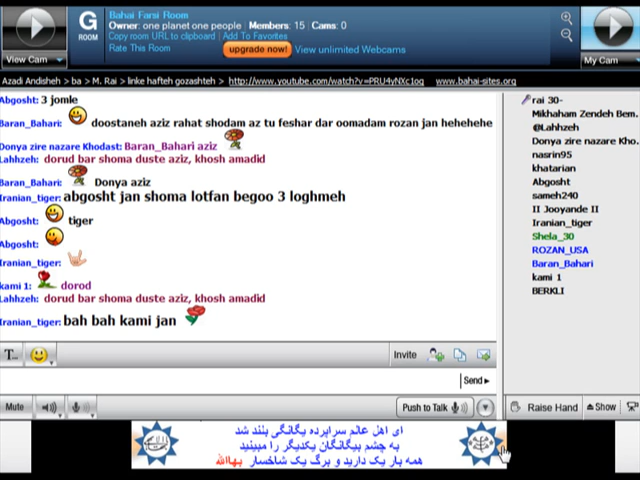 View Cam
G
ROOM
Bahai Farsi Room
Owner: one planet one people | Members: 15 | Cams: 0
Copy room URL to clipboard | Add To Favorites
Rate This Room
upgrade now!
View unlimited Webcams
My Cam
Azadi Andisheh > ba > M. Rai > linke hafteh gozashteh > http://www.youtube.com/watch?v=PRU4yNXc1og www.bahai-sites.org
Abgosht: 3 jomle
Baran_Bahari: doostaneh aziz rahat shodam az tu feshar dar oomadam rozan jan hehehehe
Donya zire nazare Khodast: Baran_Bahari aziz
Lahhzeh: dorud bar shoma duste aziz, khosh amadid
Baran_Bahari: Donya aziz
Iranian_tiger: abgosht jan shoma lotfan begoo 3 loghmeh
Abgosht: tiger
Abgosht:
Iranian_tiger:
kami 1: dorod
Lahhzeh: dorud bar shoma duste aziz, khosh amadid
Iranian_tiger: bah bah kami jan
rai 30-
Mikhaham Zendeh Bem.
@Lahhzeh
Donya zire nazare Kho.
nasrin95
khatarian
Abgosht
sameh240
II Jooyande II
Iranian_tiger
Shela_30
ROZAN_USA
Baran_Bahari
kami 1
BERKLI
T...
Invite
Send
Mute
Push to Talk
Raise Hand
Show
ای اهل عالم سراپرده یگانگی بلند شد
به چشم بیگانگان یکدیگر را مبینید
همه بار یک دارید و برگ یک شاخسار بهاالله